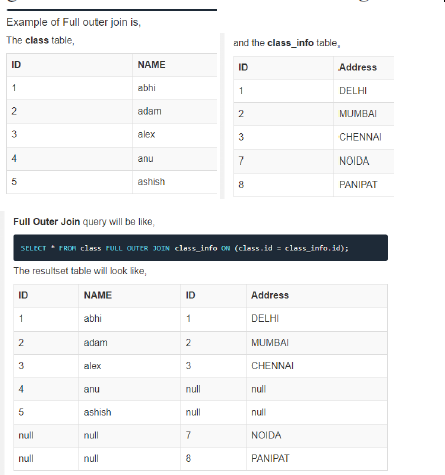 Example of Full outer join is,
The class table,
ID NAME
1 abhi
2 adam
3 alex
4 anu
5 ashish
and the class_info table,
ID Address
1 DELHI
2 MUMBAI
3 CHENNAI
7 NOIDA
8 PANIPAT
Full Outer Join query will be like,
SELECT * FROM class FULL OUTER JOIN class_info ON (class.id = class_info.id);
The resultset table will look like,
ID NAME ID Address
1 abhi 1 DELHI
2 adam 2 MUMBAI
3 alex 3 CHENNAI
4 anu null null
5 ashish null null
null null 7 NOIDA
null null 8 PANIPAT